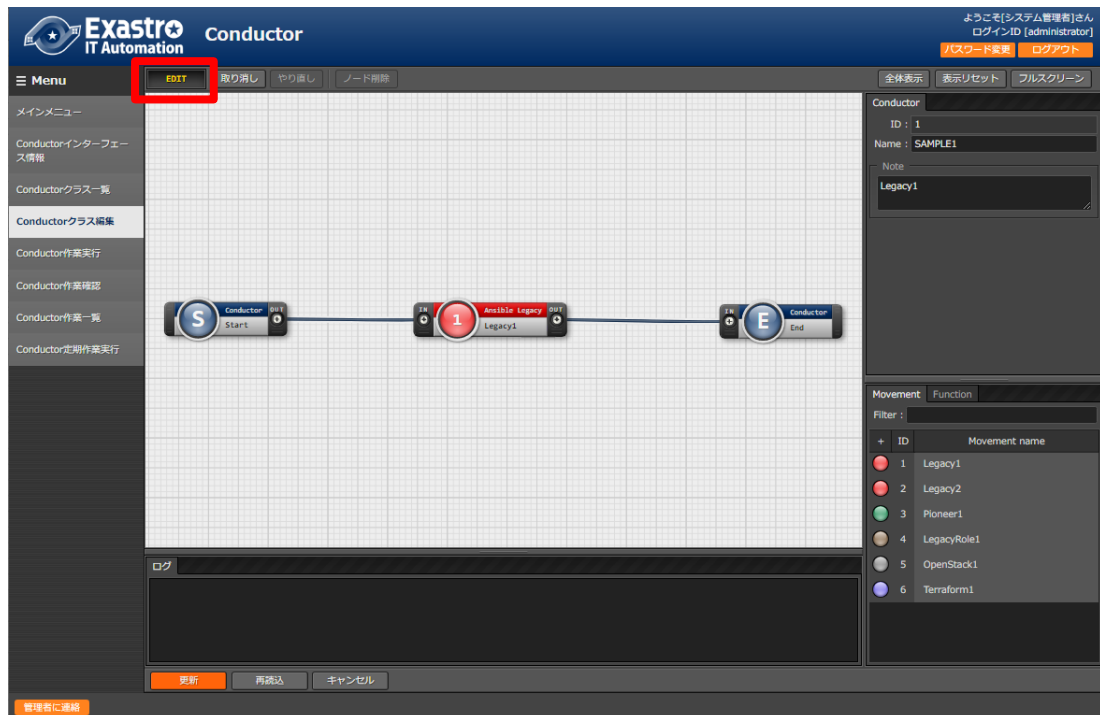 Exastro
IT Automation
Conductor
ようこそ[システム管理者]さん
ログインID [administrator]
パスワード変更
ログアウト
Menu
メインメニュー
Conductorインターフェー
ス情報
Conductorクラス一覧
Conductorクラス編集
Conductor作業実行
Conductor作業確認
Conductor作業一覧
Conductor定期作業実行
EDIT
取り消し
やり直し
ノード削除
全体表示
表示リセット
フルスクリーン
S
Conductor
Start
OUT
IN
1
Ansible Legacy
Legacy1
OUT
IN
E
Conductor
End
Conductor
ID : 1
Name : SAMPLE1
Note
Legacy1
Movement
Function
Filter :
+ ID Movement name
1 Legacy1
2 Legacy2
3 Pioneer1
4 LegacyRole1
5 OpenStack1
6 Terraform1
ログ
更新
再読込
キャンセル
管理者に連絡